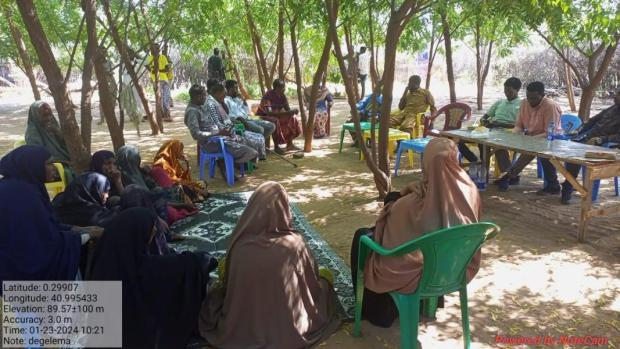 Latitude: 0.29907
Longitude: 40.995433
Elevation: 89.57±100 m
Accuracy: 3.0 m
Time: 01-23-2024 10:21
Note: degelema
Powered by NoteCam